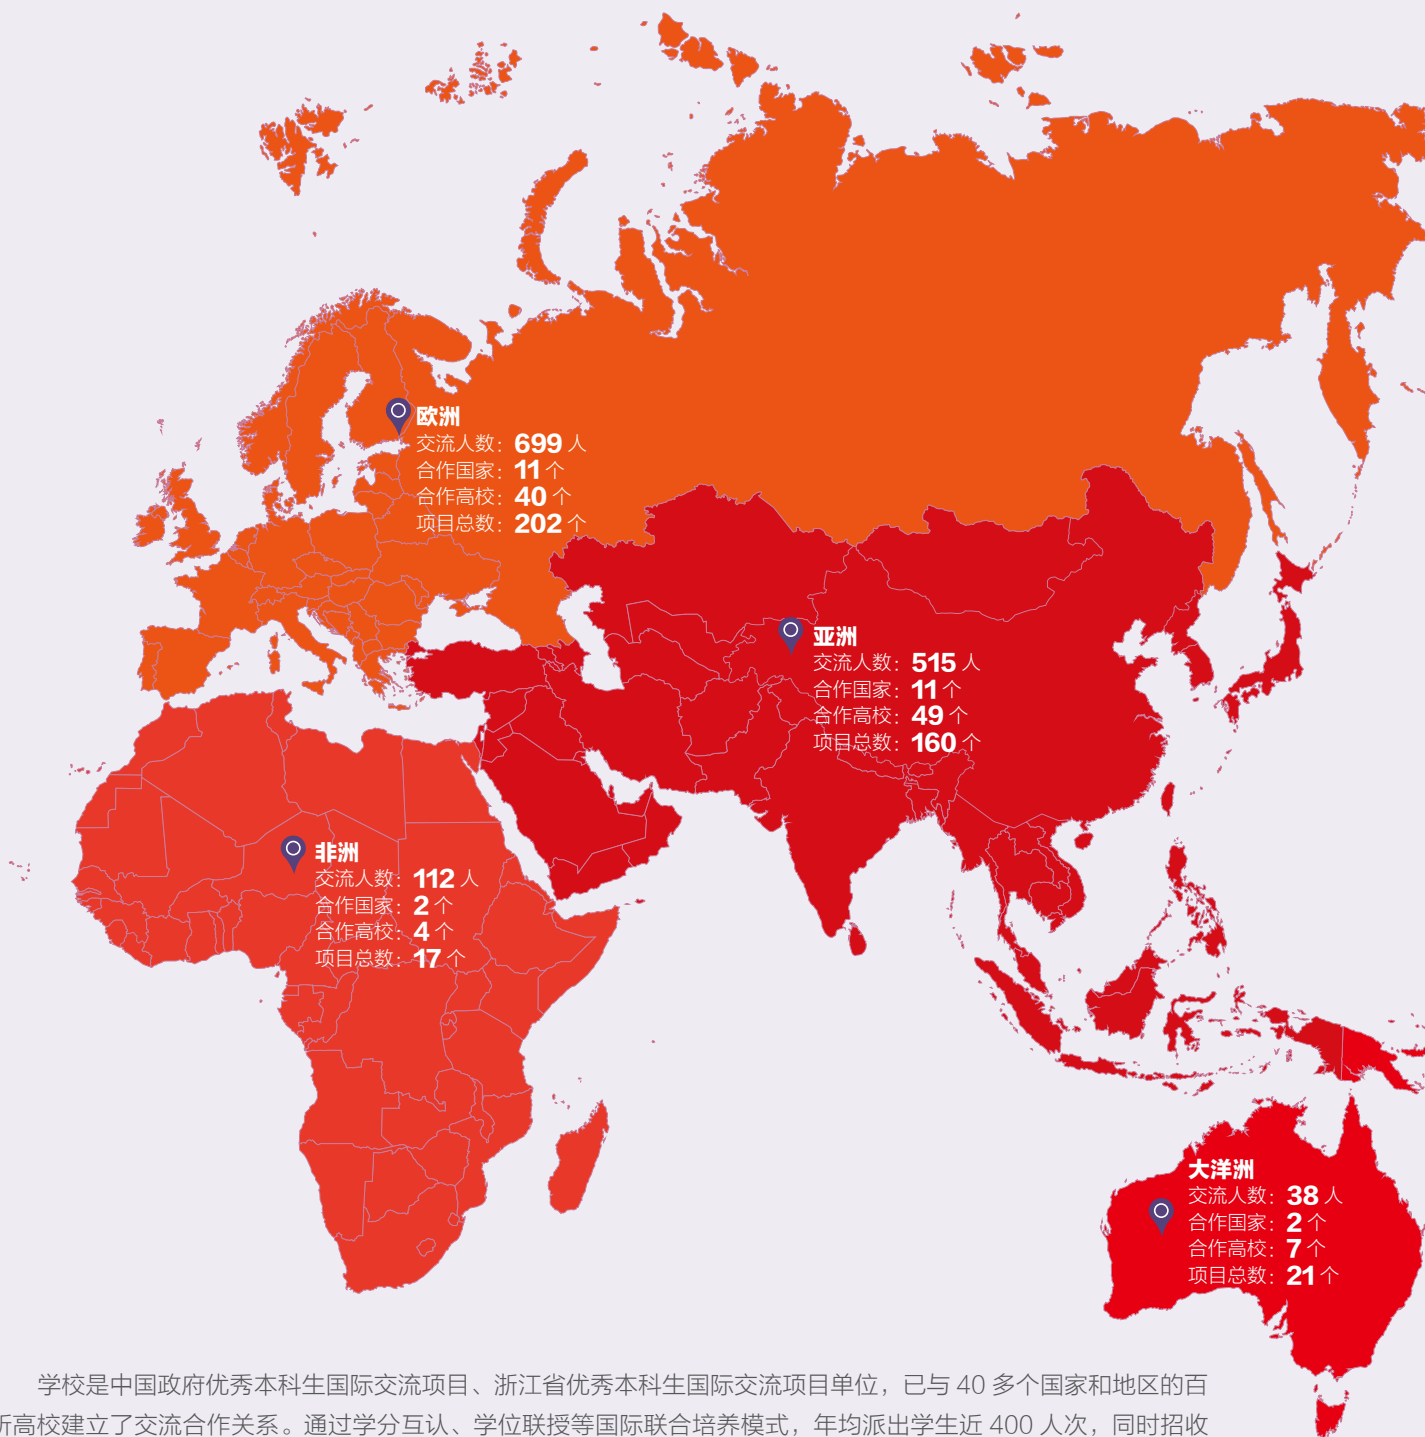 欧洲
交流人数：699 人
合作国家：11 个
合作高校：40 个
项目总数：202 个
亚洲
交流人数：515 人
合作国家：11 个
合作高校：49 个
项目总数：160 个
非洲
交流人数：112 人
合作国家：2 个
合作高校：4 个
项目总数：17 个
大洋洲
交流人数：38 人
合作国家：2 个
合作高校：7 个
项目总数：21 个
学校是中国政府优秀本科生国际交流项目、浙江省优秀本科生国际交流项目单位，已与 40 多个国家和地区的百
所高校建立了交流合作关系。通过学分互认、学位联授等国际联合培养模式，年均派出学生近 400 人次，同时招收